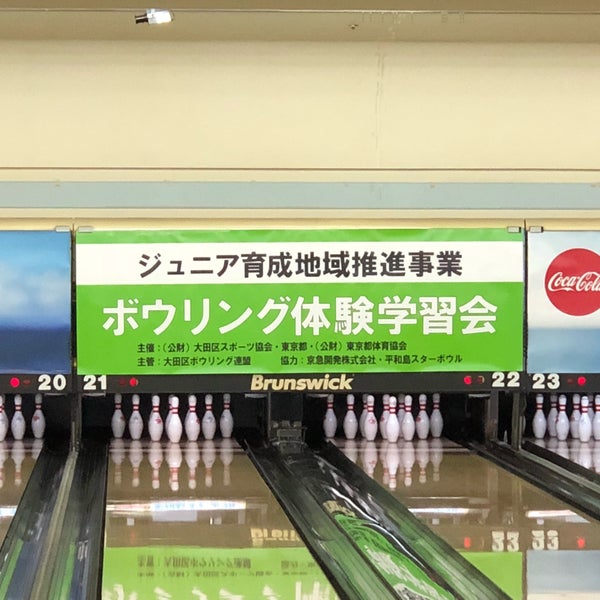 ジュニア育成地域推進事業
ボウリング体験学習会
主催：（公財）大田区スポーツ協会・東京都・（公財）東京都体育協会
主管：大田区ボウリング連盟　協力：京急開発株式会社・平和島スターボウル
20 21 Brunswick 22 23
Coca-Cola